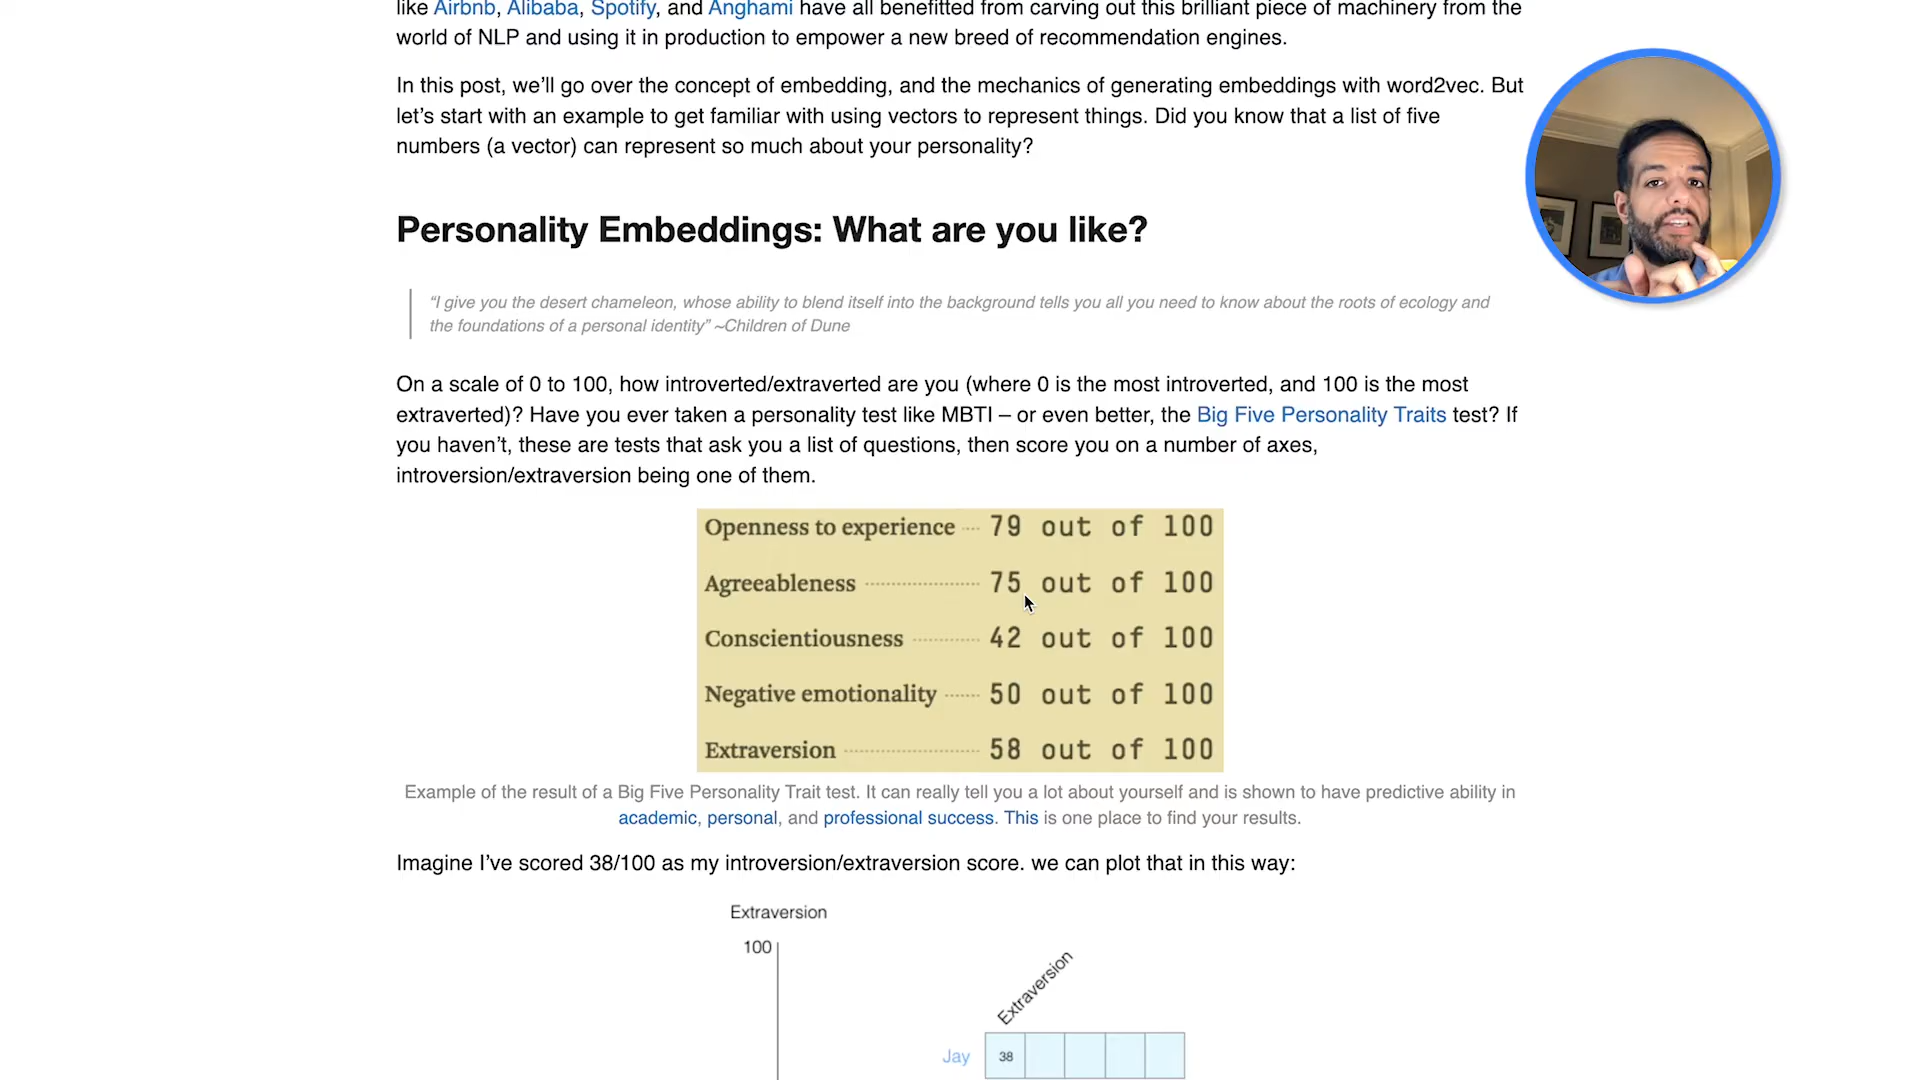 like Airbnb, Alibaba, Spotify, and Anghami have all benefitted from carving out this brilliant piece of machinery from the
world of NLP and using it in production to empower a new breed of recommendation engines.
In this post, we’ll go over the concept of embedding, and the mechanics of generating embeddings with word2vec. But
let’s start with an example to get familiar with using vectors to represent things. Did you know that a list of five
numbers (a vector) can represent so much about your personality?
Personality Embeddings: What are you like?
“I give you the desert chameleon, whose ability to blend itself into the background tells you all you need to know about the roots of ecology and
the foundations of a personal identity” ~Children of Dune
On a scale of 0 to 100, how introverted/extraverted are you (where 0 is the most introverted, and 100 is the most
extraverted)? Have you ever taken a personality test like MBTI – or even better, the Big Five Personality Traits test? If
you haven’t, these are tests that ask you a list of questions, then score you on a number of axes,
introversion/extraversion being one of them.
Openness to experience ···· 79 out of 100
Agreeableness ···················· 75 out of 100
Conscientiousness ············ 42 out of 100
Negative emotionality ······ 50 out of 100
Extraversion ························ 58 out of 100
Example of the result of a Big Five Personality Trait test. It can really tell you a lot about yourself and is shown to have predictive ability in
academic, personal, and professional success. This is one place to find your results.
Imagine I’ve scored 38/100 as my introversion/extraversion score. we can plot that in this way:
Extraversion
100
Extraversion
Jay 38